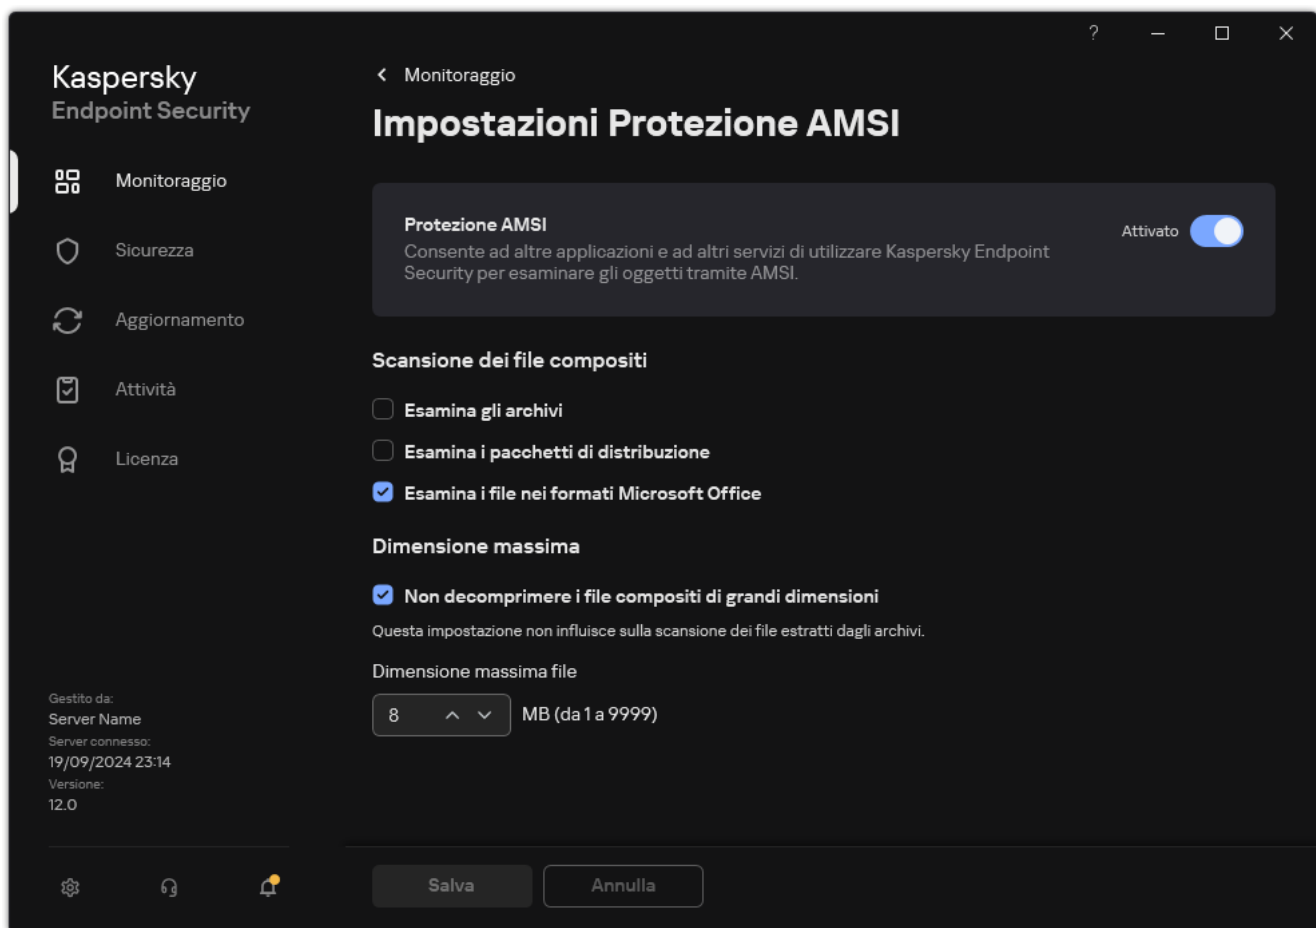 ?
Kaspersky
Endpoint Security
Monitoraggio
Sicurezza
Aggiornamento
Attività
Licenza
Gestito da:
Server Name
Server connesso:
19/09/2024 23:14
Versione:
12.0
Monitoraggio
Impostazioni Protezione AMSI
Protezione AMSI
Consente ad altre applicazioni e ad altri servizi di utilizzare Kaspersky Endpoint
Security per esaminare gli oggetti tramite AMSI.
Attivato
Scansione dei file compositi
Esamina gli archivi
Esamina i pacchetti di distribuzione
Esamina i file nei formati Microsoft Office
Dimensione massima
Non decomprimere i file compositi di grandi dimensioni
Questa impostazione non influisce sulla scansione dei file estratti dagli archivi.
Dimensione massima file
8 MB (da 1 a 9999)
Salva Annulla